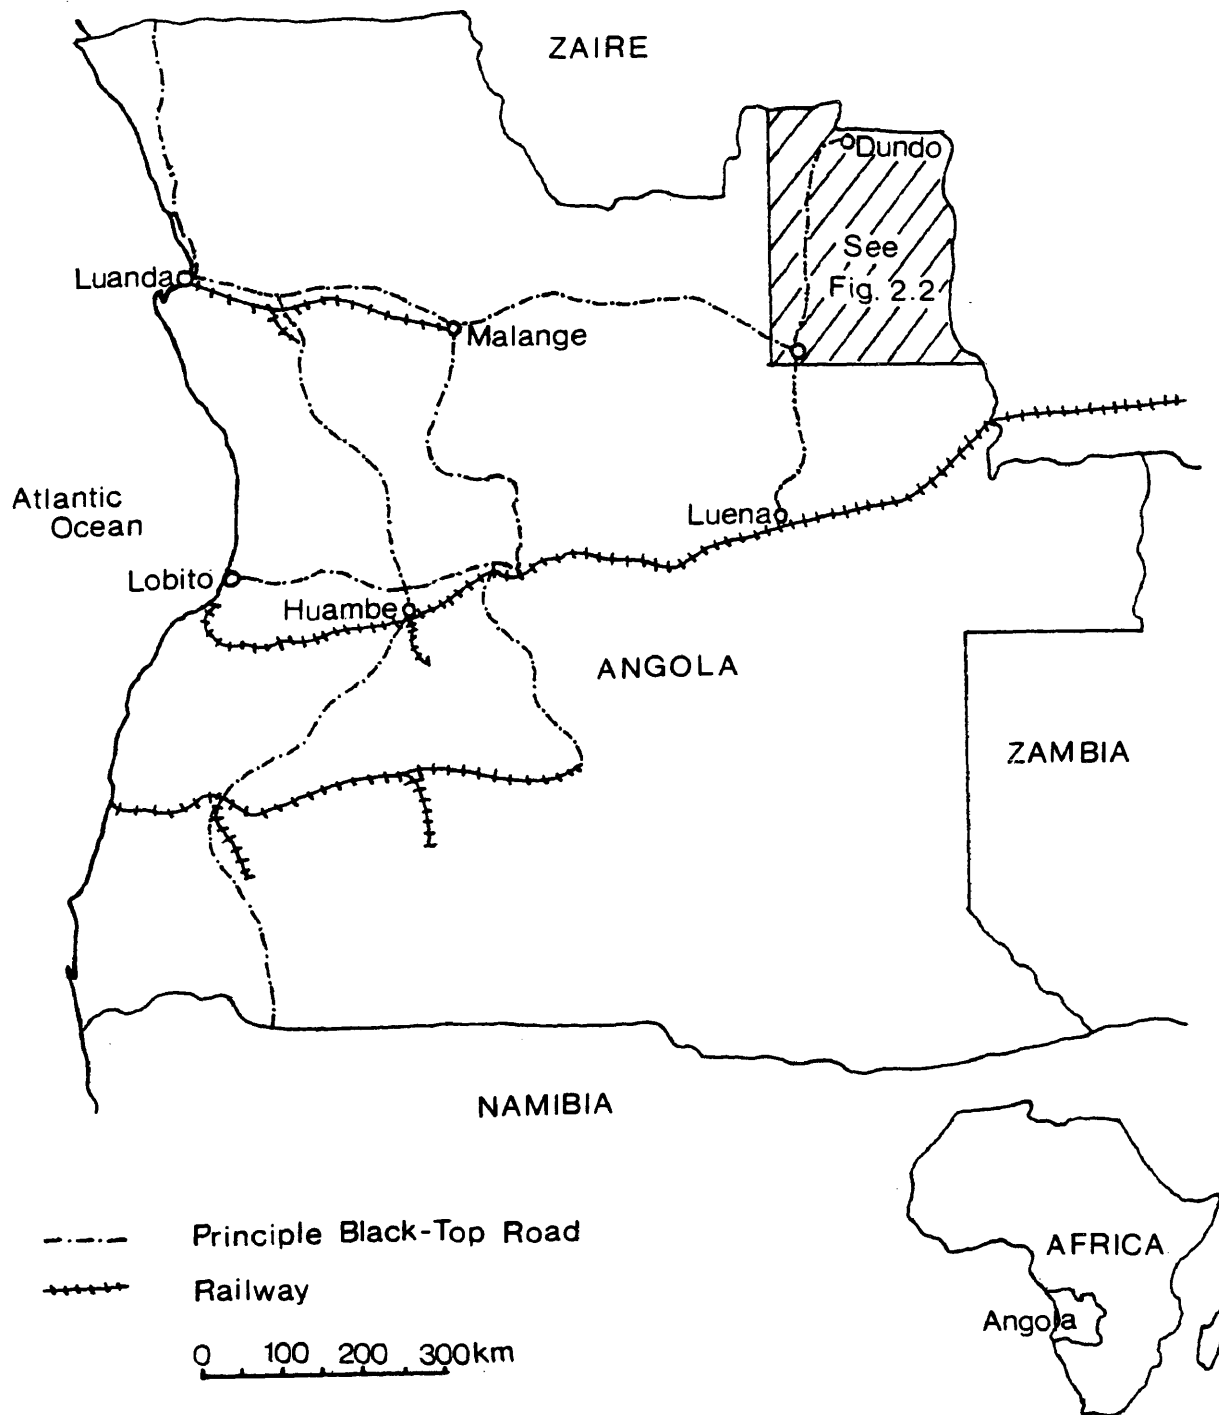 ZAIRE
Dundo
See
Fig. 2.2
Luanda
Malange
Atlantic
Ocean
Luena
Lobito
Huambe
ANGOLA
ZAMBIA
NAMIBIA
Principle Black-Top Road
Railway
0 100 200 300km
AFRICA
Angola